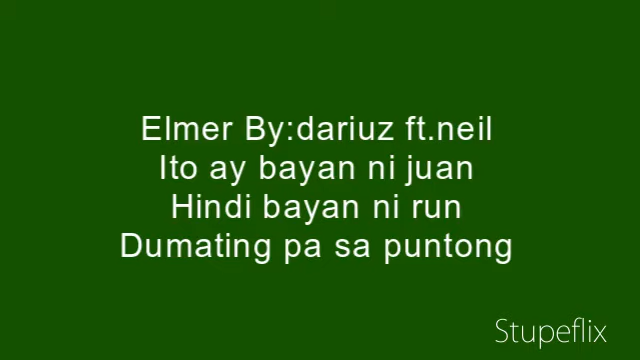 Elmer By:dariuz ft.neil
Ito ay bayan ni juan
Hindi bayan ni run
Dumating pa sa puntong
Stupeflix